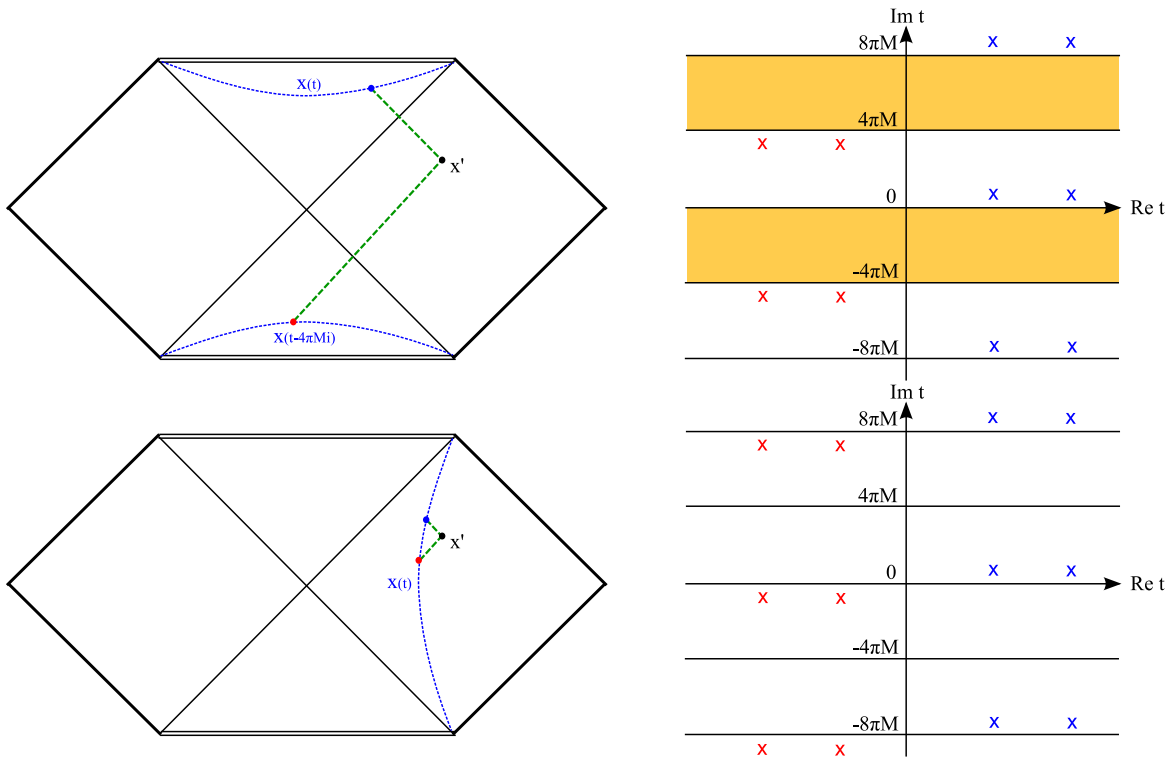 Im t
8πM
x x
X(t)
4πM
x x
x'
0
x x
Re t
-4πM
x x
X(t-4πMi)
-8πM
x x
Im t
8πM
x x
x x
4πM
x'
X(t)
0
x x
Re t
x x
-4πM
-8πM
x x
x x